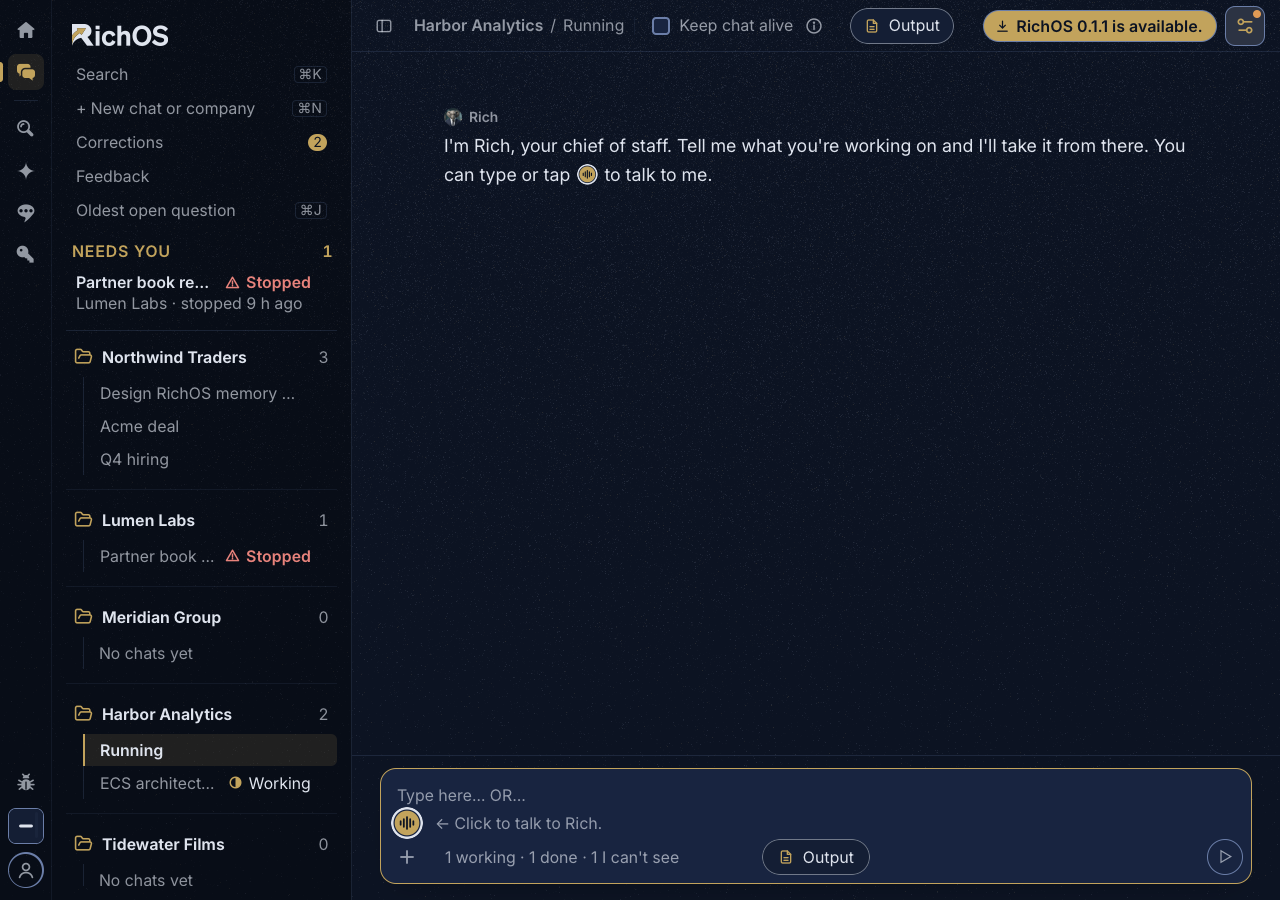 RichOS
Search ⌘K
+ New chat or company ⌘N
Corrections 2
Feedback
Oldest open question ⌘J
NEEDS YOU 1
Partner book re... Stopped
Lumen Labs · stopped 9 h ago
Northwind Traders 3
Design RichOS memory ...
Acme deal
Q4 hiring
Lumen Labs 1
Partner book ... Stopped
Meridian Group 0
No chats yet
Harbor Analytics 2
Running
ECS architect... Working
Tidewater Films 0
No chats yet
Harbor Analytics / Running Keep chat alive Output RichOS 0.1.1 is available.
Rich
I'm Rich, your chief of staff. Tell me what you're working on and I'll take it from there. You
can type or tap to talk to me.
Type here... OR...
← Click to talk to Rich.
1 working · 1 done · 1 I can't see Output